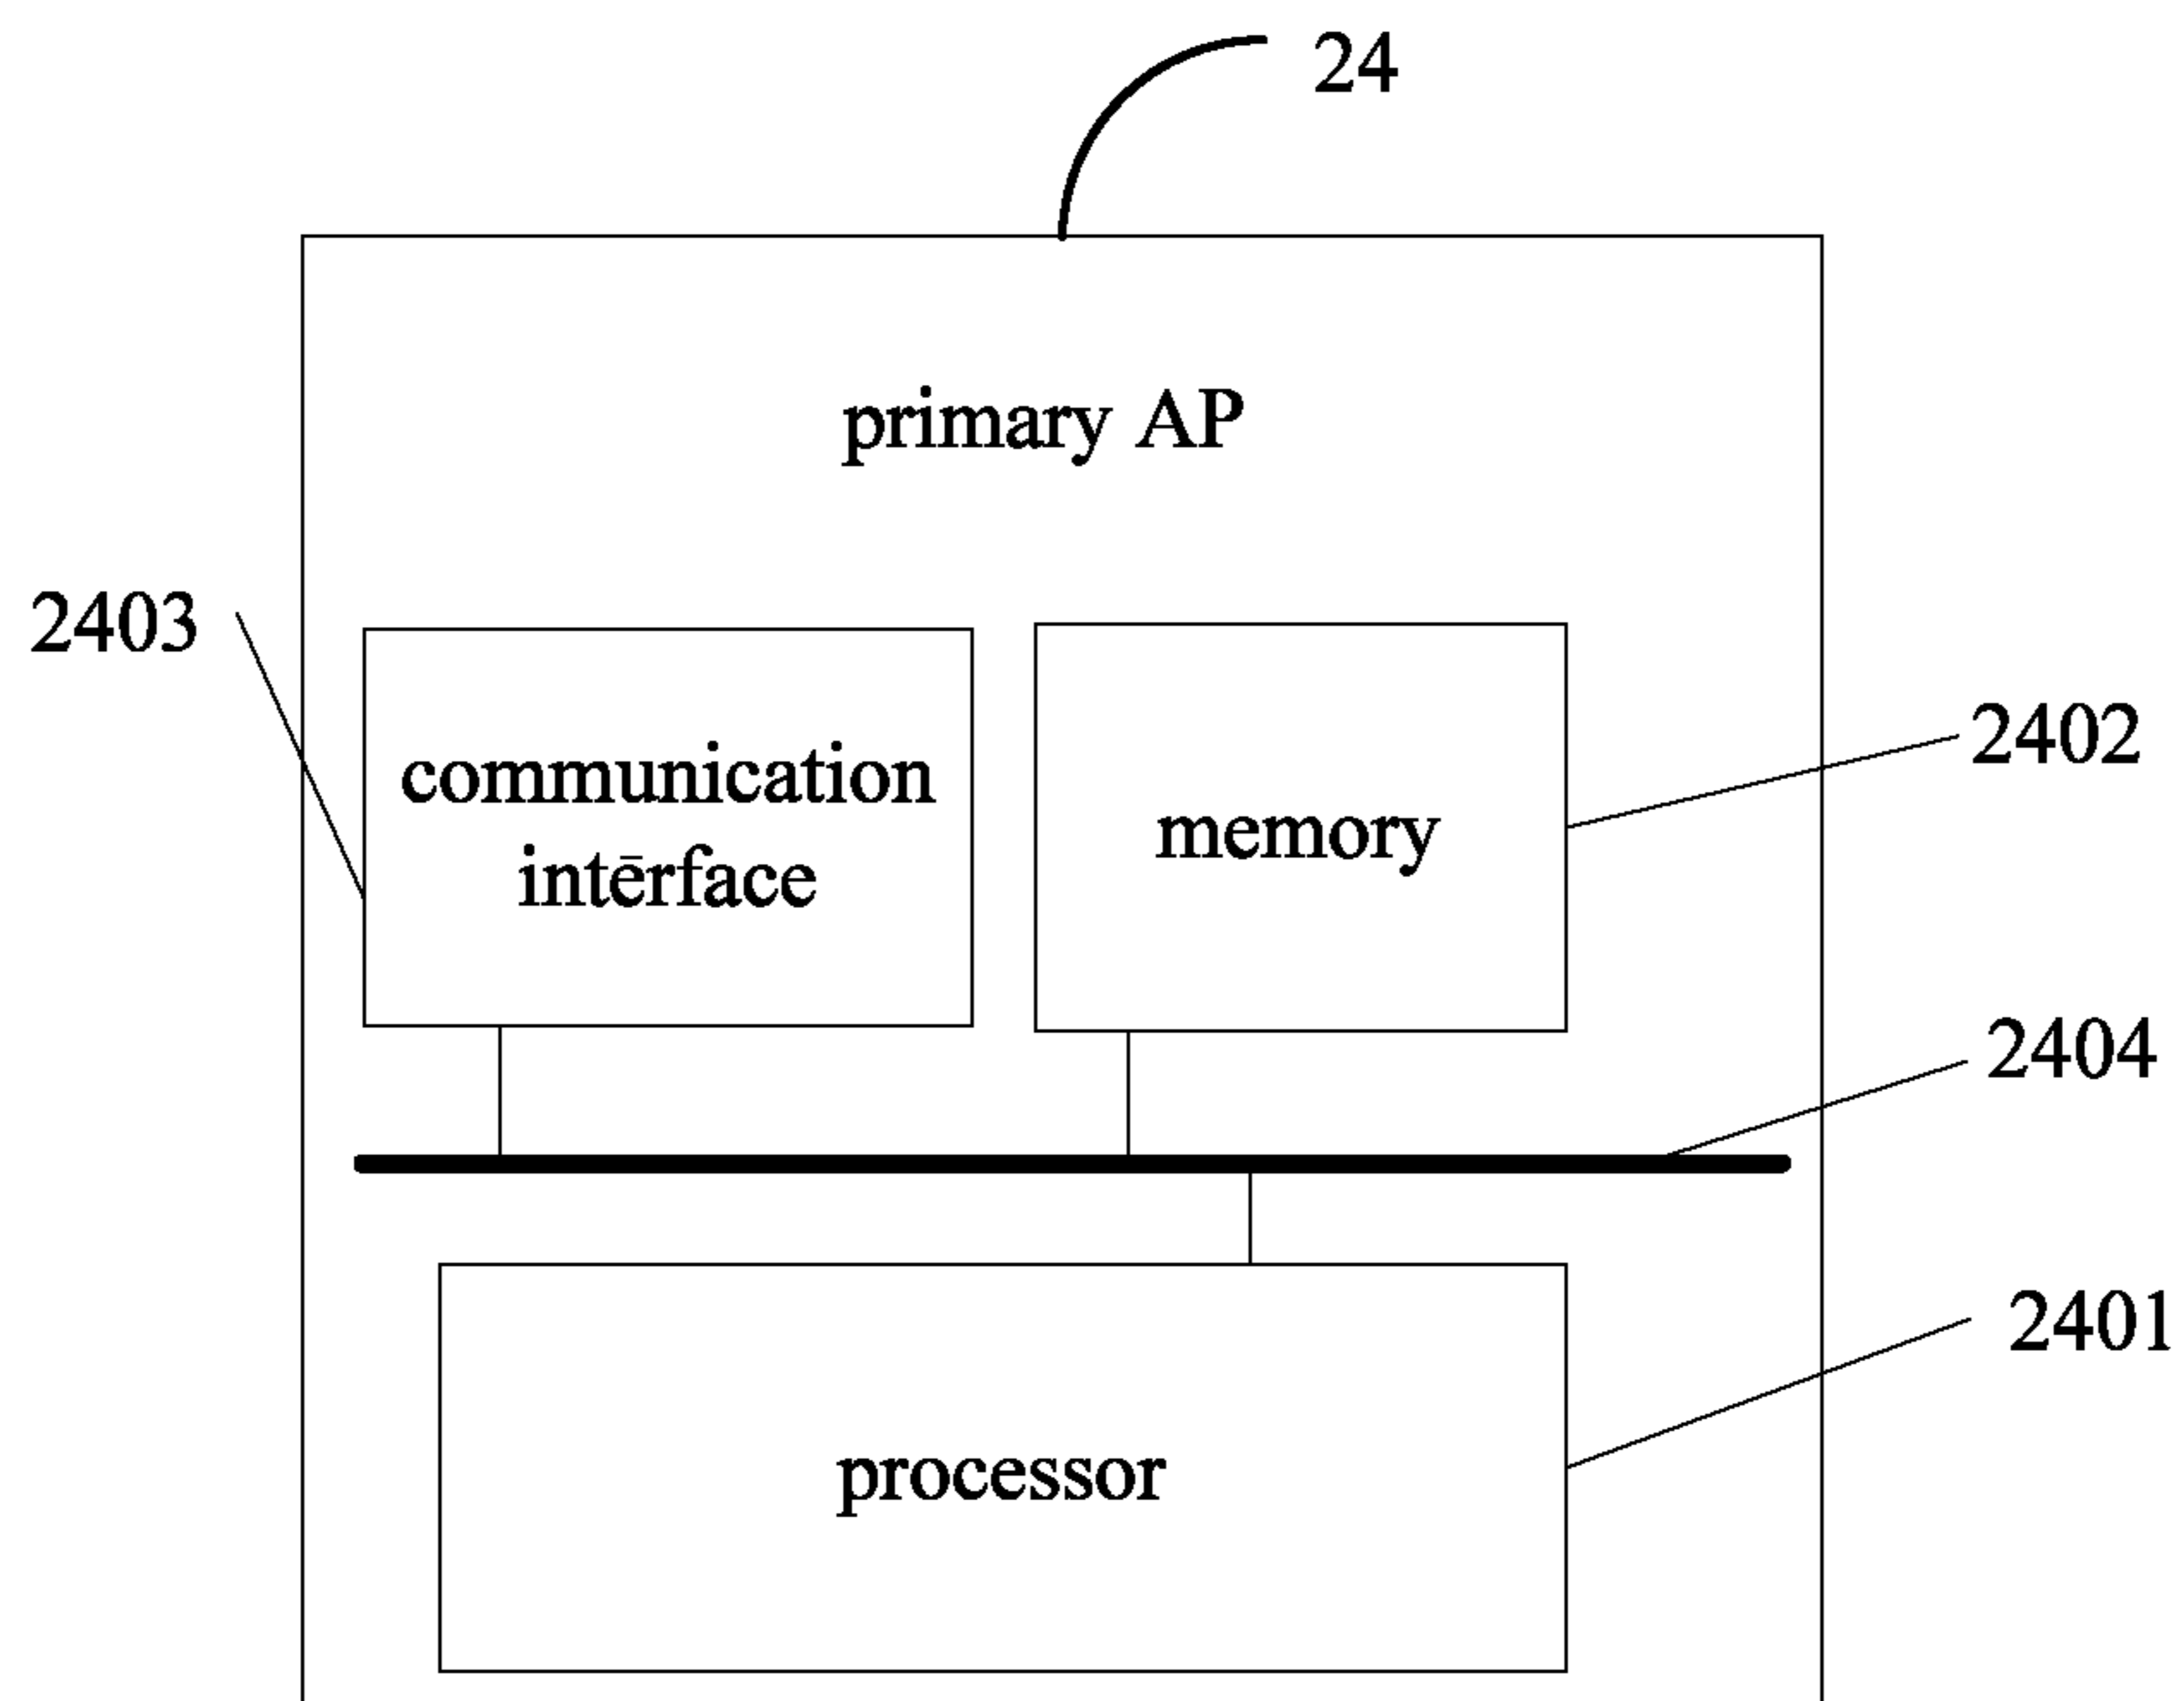 24
primary AP
2403
communication
interface
memory
2402
2404
processor
2401